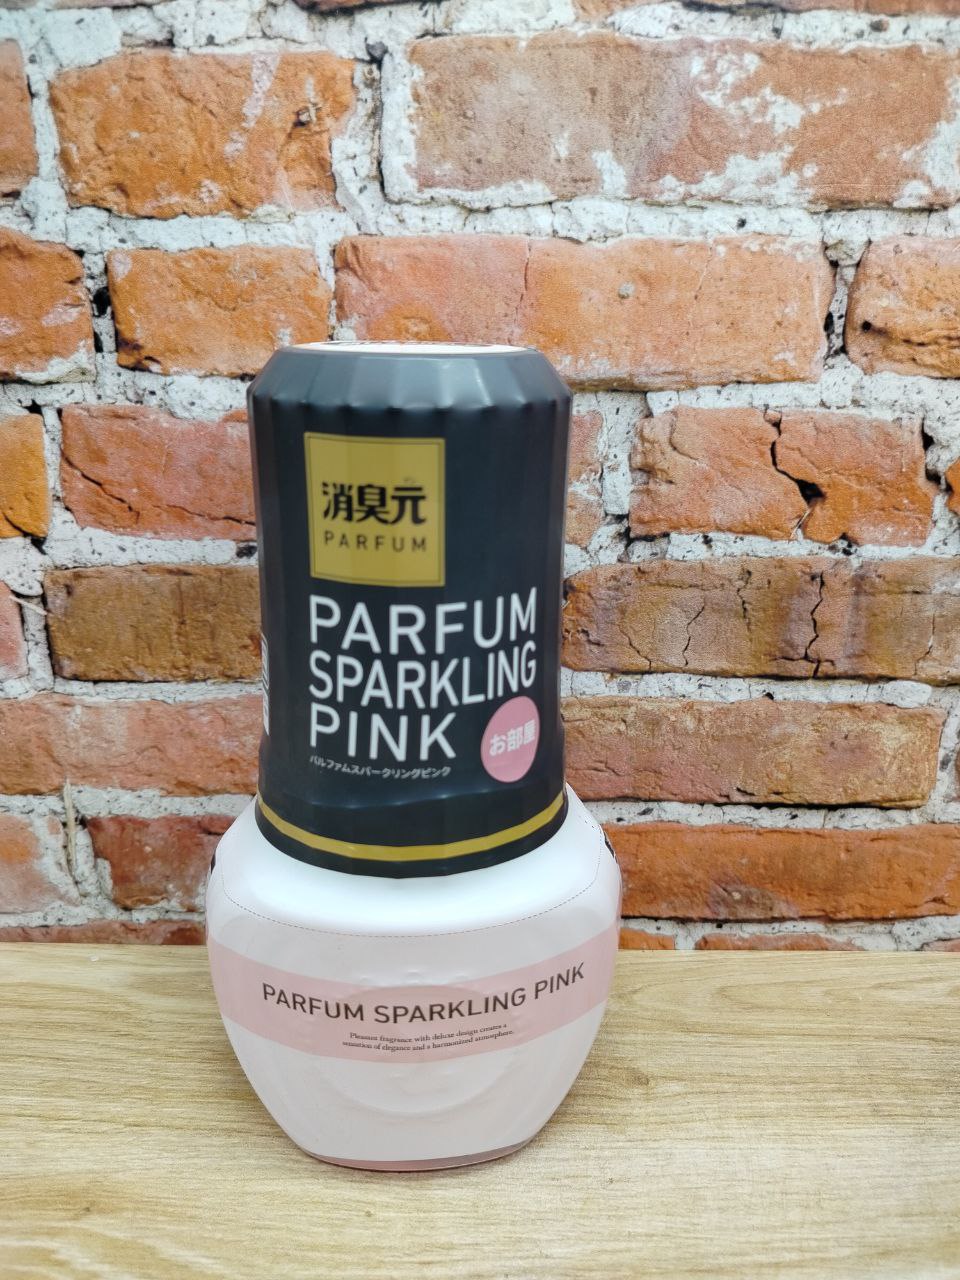 消臭元
PARFUM
PARFUM
SPARKLING
PINK
お部屋
パルファムスパークリングピンク
PARFUM SPARKLING PINK
Pleasant fragrance with deluxe design creates a
sensation of elegance and a harmonized atmosphere.